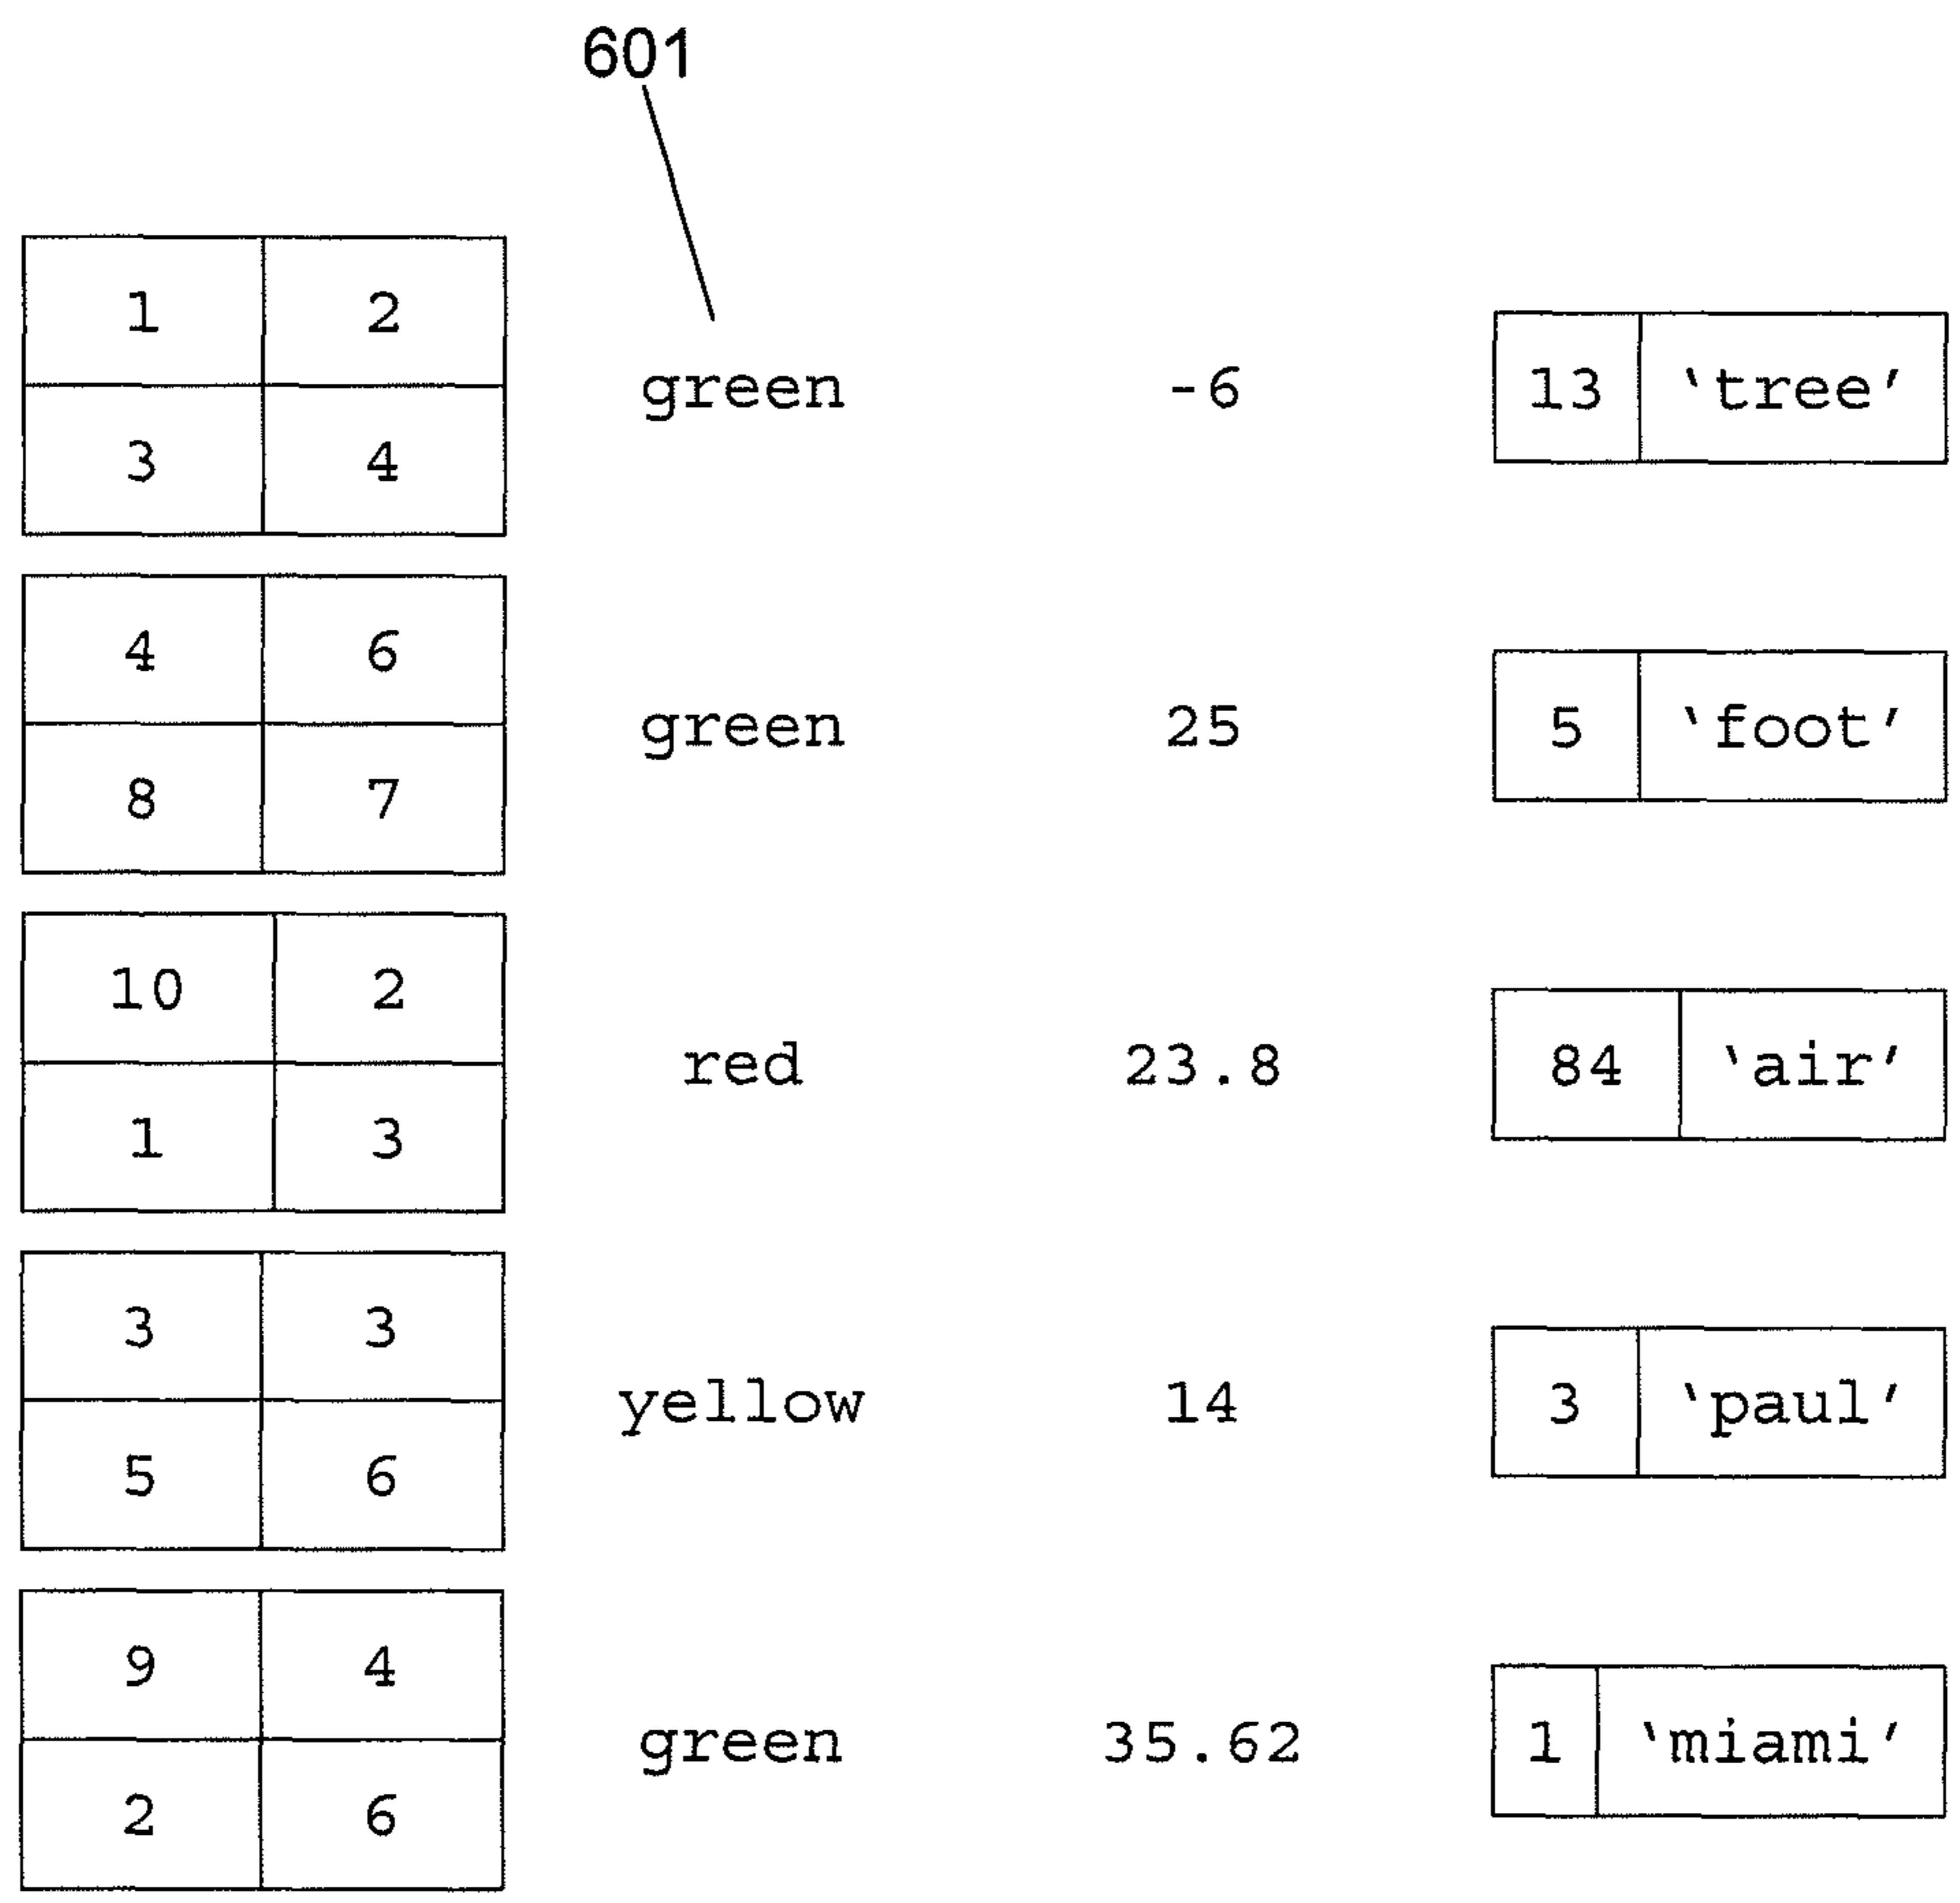 601
1 2
green -6 13 'tree'
3 4
4 6
green 25 5 'foot'
8 7
10 2
red 23.8 84 'air'
1 3
3 3
yellow 14 3 'paul'
5 6
9 4
green 35.62 1 'miami'
2 6